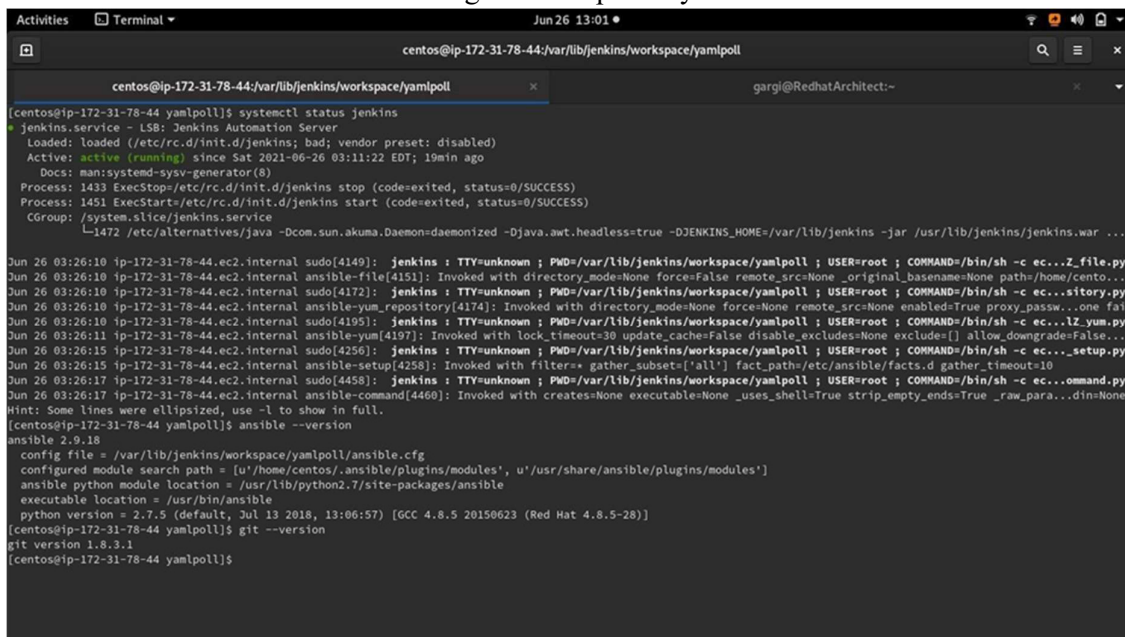 Activities Terminal Jun 26 13:01
centos@ip-172-31-78-44:/var/lib/jenkins/workspace/yamlpoll
centos@ip-172-31-78-44:/var/lib/jenkins/workspace/yamlpoll × gargi@RedhatArchitect:~ ×
[centos@ip-172-31-78-44 yamlpoll]$ systemctl status jenkins
● jenkins.service - LSB: Jenkins Automation Server
Loaded: loaded (/etc/rc.d/init.d/jenkins; bad; vendor preset: disabled)
Active: active (running) since Sat 2021-06-26 03:11:22 EDT; 19min ago
Docs: man:systemd-sysv-generator(8)
Process: 1433 ExecStop=/etc/rc.d/init.d/jenkins stop (code=exited, status=0/SUCCESS)
Process: 1451 ExecStart=/etc/rc.d/init.d/jenkins start (code=exited, status=0/SUCCESS)
CGroup: /system.slice/jenkins.service
└─1472 /etc/alternatives/java -Dcom.sun.akuma.Daemon=daemonized -Djava.awt.headless=true -DJENKINS_HOME=/var/lib/jenkins -jar /usr/lib/jenkins/jenkins.war ...
Jun 26 03:26:10 ip-172-31-78-44.ec2.internal sudo[4149]: jenkins : TTY=unknown ; PWD=/var/lib/jenkins/workspace/yamlpoll ; USER=root ; COMMAND=/bin/sh -c ec...Z_file.py
Jun 26 03:26:10 ip-172-31-78-44.ec2.internal ansible-file[4151]: Invoked with directory_mode=None force=False remote_src=None _original_basename=None path=/home/cento...
Jun 26 03:26:10 ip-172-31-78-44.ec2.internal sudo[4172]: jenkins : TTY=unknown ; PWD=/var/lib/jenkins/workspace/yamlpoll ; USER=root ; COMMAND=/bin/sh -c ec...sitory.py
Jun 26 03:26:10 ip-172-31-78-44.ec2.internal ansible-yum_repository[4174]: Invoked with directory_mode=None force=None remote_src=None enabled=True proxy_passw...one fai
Jun 26 03:26:10 ip-172-31-78-44.ec2.internal sudo[4195]: jenkins : TTY=unknown ; PWD=/var/lib/jenkins/workspace/yamlpoll ; USER=root ; COMMAND=/bin/sh -c ec...lZ_yum.py
Jun 26 03:26:11 ip-172-31-78-44.ec2.internal ansible-yum[4197]: Invoked with lock_timeout=30 update_cache=False disable_excludes=None exclude=[] allow_downgrade=False...
Jun 26 03:26:15 ip-172-31-78-44.ec2.internal sudo[4256]: jenkins : TTY=unknown ; PWD=/var/lib/jenkins/workspace/yamlpoll ; USER=root ; COMMAND=/bin/sh -c ec..._setup.py
Jun 26 03:26:15 ip-172-31-78-44.ec2.internal ansible-setup[4258]: Invoked with filter=* gather_subset=['all'] fact_path=/etc/ansible/facts.d gather_timeout=10
Jun 26 03:26:17 ip-172-31-78-44.ec2.internal sudo[4458]: jenkins : TTY=unknown ; PWD=/var/lib/jenkins/workspace/yamlpoll ; USER=root ; COMMAND=/bin/sh -c ec...ommand.py
Jun 26 03:26:17 ip-172-31-78-44.ec2.internal ansible-command[4460]: Invoked with creates=None executable=None _uses_shell=True strip_empty_ends=True _raw_para...din=None
Hint: Some lines were ellipsized, use -l to show in full.
[centos@ip-172-31-78-44 yamlpoll]$ ansible --version
ansible 2.9.18
config file = /var/lib/jenkins/workspace/yamlpoll/ansible.cfg
configured module search path = [u'/home/centos/.ansible/plugins/modules', u'/usr/share/ansible/plugins/modules']
ansible python module location = /usr/lib/python2.7/site-packages/ansible
executable location = /usr/bin/ansible
python version = 2.7.5 (default, Jul 13 2018, 13:06:57) [GCC 4.8.5 20150623 (Red Hat 4.8.5-28)]
[centos@ip-172-31-78-44 yamlpoll]$ git --version
git version 1.8.3.1
[centos@ip-172-31-78-44 yamlpoll]$